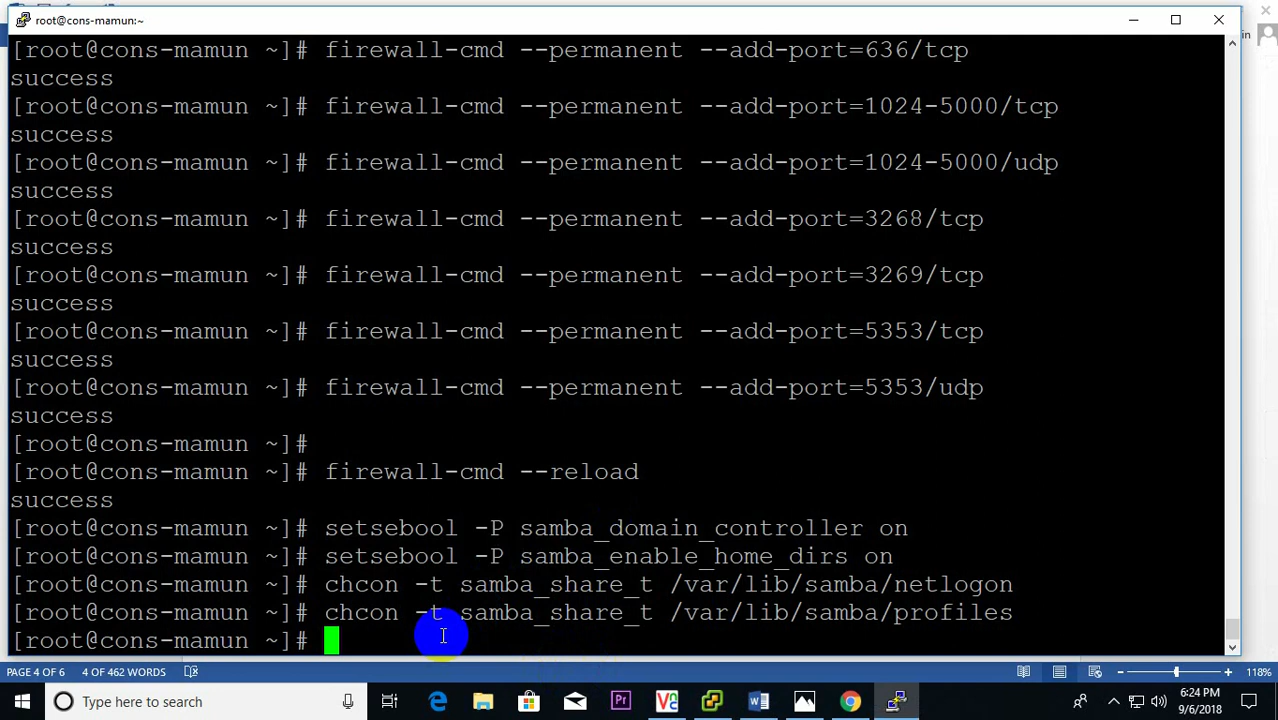 root@cons-mamun:~
in
[root@cons-mamun ~]# firewall-cmd --permanent --add-port=636/tcp
success
[root@cons-mamun ~]# firewall-cmd --permanent --add-port=1024-5000/tcp
success
[root@cons-mamun ~]# firewall-cmd --permanent --add-port=1024-5000/udp
success
[root@cons-mamun ~]# firewall-cmd --permanent --add-port=3268/tcp
success
[root@cons-mamun ~]# firewall-cmd --permanent --add-port=3269/tcp
success
[root@cons-mamun ~]# firewall-cmd --permanent --add-port=5353/tcp
success
[root@cons-mamun ~]# firewall-cmd --permanent --add-port=5353/udp
success
[root@cons-mamun ~]#
[root@cons-mamun ~]# firewall-cmd --reload
success
[root@cons-mamun ~]# setsebool -P samba_domain_controller on
[root@cons-mamun ~]# setsebool -P samba_enable_home_dirs on
[root@cons-mamun ~]# chcon -t samba_share_t /var/lib/samba/netlogon
[root@cons-mamun ~]# chcon -t samba_share_t /var/lib/samba/profiles
[root@cons-mamun ~]#
PAGE 4 OF 6 4 OF 462 WORDS 118%
Type here to search
Pr
6:24 PM
9/6/2018